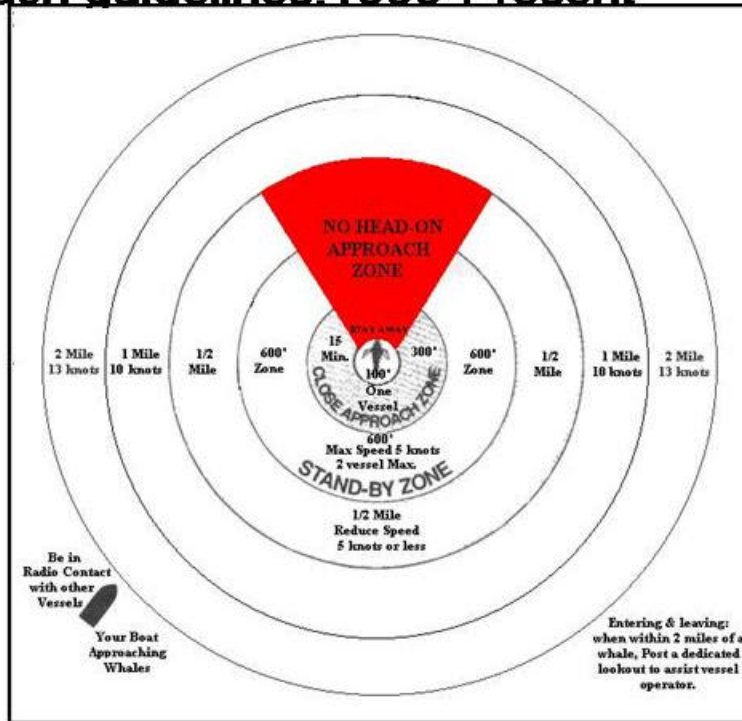 guidelines: 1999-Present
NO HEAD-ON
APPROACH
ZONE
STAY AWAY
2 Mile
13 knots
1 Mile
10 knots
1/2
Mile
600'
Zone
15
Min.
300'
600'
Zone
1/2
Mile
1 Mile
10 knots
2 Mile
13 knots
100'
One
Vessel
CLOSE APPROACH ZONE
600'
Max Speed 5 knots
2 vessel Max.
STAND-BY ZONE
1/2 Mile
Reduce Speed
5 knots or less
Be in
Radio Contact
with other
Vessels
Your Boat
Approaching
Whales
Entering & leaving:
when within 2 miles of a
whale, Post a dedicated
lookout to assist vessel
operator.